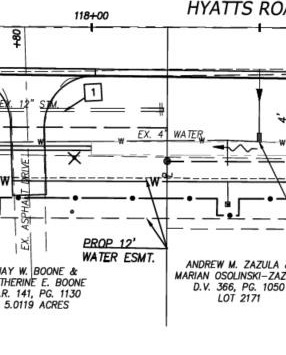 HYATTS ROA
118+00
+80
EX. 12" STM.
1
4'
EX. 4" WATER
W W W W
W W W
EX. ASPHALT DRIVE
PROP 12'
WATER ESMT.
JAY W. BOONE &
THERINE E. BOONE
.R. 141, PG. 1130
5.0119 ACRES
ANDREW M. ZAZULA &
MARIAN OSOLINSKI-ZAZ
D.V. 366, PG. 1050
LOT 2171